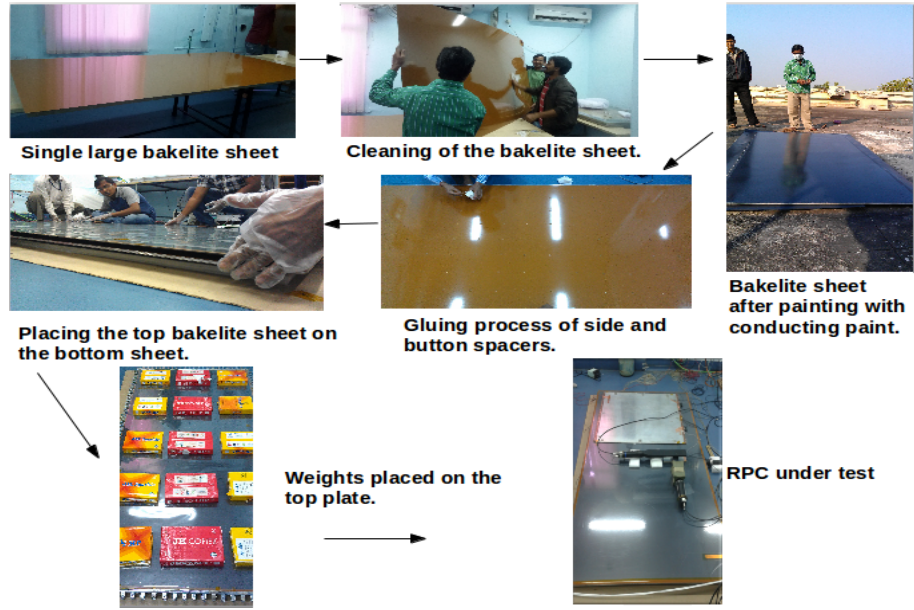 Single large bakelite sheet
Cleaning of the bakelite sheet.
Bakelite sheet
after painting with
conducting paint.
Gluing process of side and
button spacers.
Placing the top bakelite sheet on
the bottom sheet.
Weights placed on the
top plate.
RPC under test